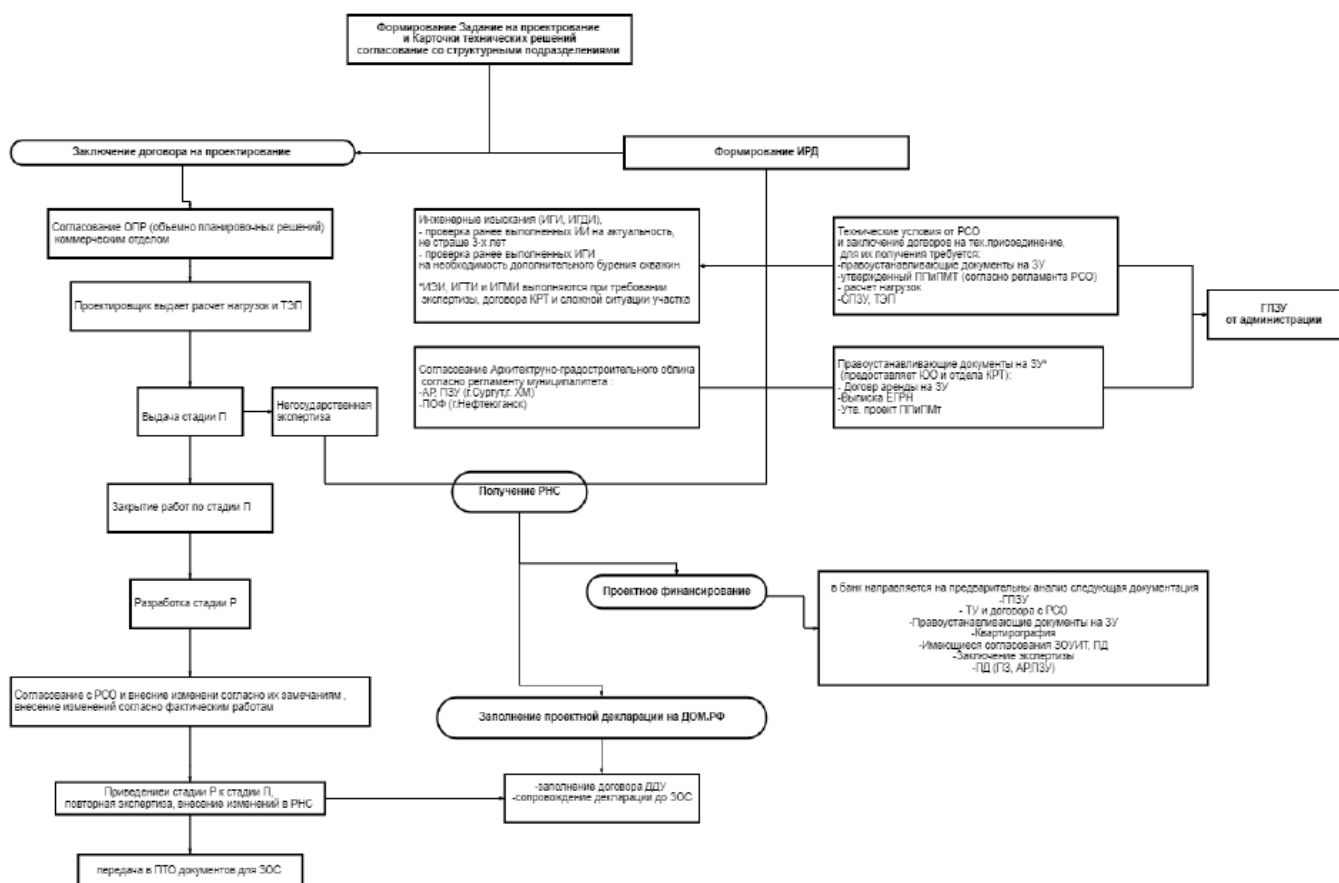 Формирование Задание на проектрование
и Карточки технических решений
согласование со структурными подразделениями
Заключение договора на проектирование
Формирование ИРД
Согласование ОПР (объемно планировочных решений)
коммерческим отделом
Инженерные изыскания (ИГИ, ИГДИ),
- проверка ранее выполненных ИИ на актуальность,
не страше 3-х лет
- проверка ранее выполненных ИГИ
на необходимость дополнительного бурения скважин
*ИЭИ, ИГТИ и ИГМИ выполняются при требовании
экспертизы, договора КРТ и сложной ситуации участка
Технические условия от РСО
и заключение договоров на тех.присоединение,
для их получения требуется:
-правоустанавливающие документы на ЗУ
-утвержденный ППиПМТ (согласно регламента РСО)
- расчет нагрузок
-СПЗУ, ТЭП
Проектировщик выдает расчет нагрузок и ТЭП
ГПЗУ
от администрации
Согласование Архитектруно-градостроительного облика
согласно регламенту муниципалитета :
-АР, ПЗУ (г.Сургут,г. ХМ)
-ПОФ (г.Нефтеюганск)
Правоустанавливающие документы на ЗУ*
(предоставляет ЮО и отдела КРТ):
- Договр аренды на ЗУ
-Выписка ЕГРН
- Утв. проект ППиПМт
Выдача стадии П
Негосударственная
экспертиза
Получение РНС
Закрытие работ по стадии П
Разработка стадии Р
Проектное финансирование
в банк направляется на предварительны анализ следующая документация
-ГПЗУ
- ТУ и договора с РСО
-Правоустанавливающие документы на ЗУ
-Квартирография
-Имеющиеся согласования ЗОУИТ, ПД
-Заключение экспертизы
-ПД (ПЗ, АР,ПЗУ)
Согласование с РСО и внесние изменени согласно их замечаниям ,
внесение изменений согласно фактическим работам
Заполнение проектной декларации на ДОМ.РФ
Приведениеи стадии Р к стадии П,
повторная экспертиза, внесение изменений в РНС
-заполнение договора ДДУ
-сопровождение декларации до ЗОС
передача в ПТО документов для ЗОС